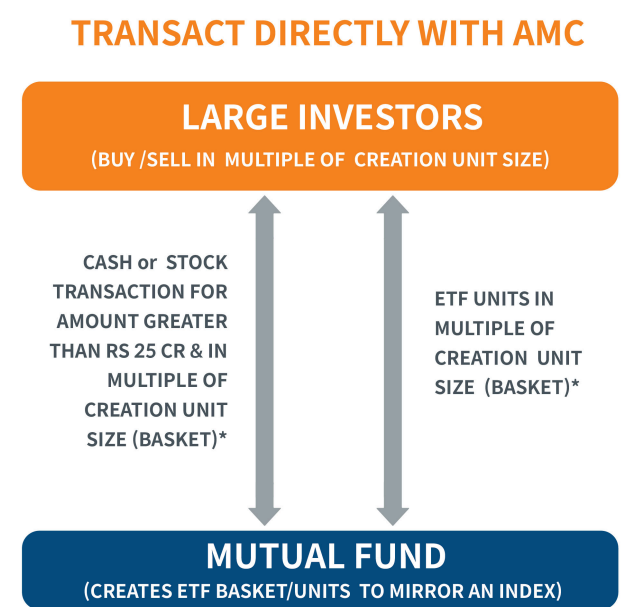 TRANSACT DIRECTLY WITH AMC
LARGE INVESTORS
(BUY /SELL IN MULTIPLE OF CREATION UNIT SIZE)
CASH or STOCK
TRANSACTION FOR
AMOUNT GREATER
THAN RS 25 CR & IN
MULTIPLE OF
CREATION UNIT
SIZE (BASKET)*
ETF UNITS IN
MULTIPLE OF
CREATION UNIT
SIZE (BASKET)*
MUTUAL FUND
(CREATES ETF BASKET/UNITS TO MIRROR AN INDEX)